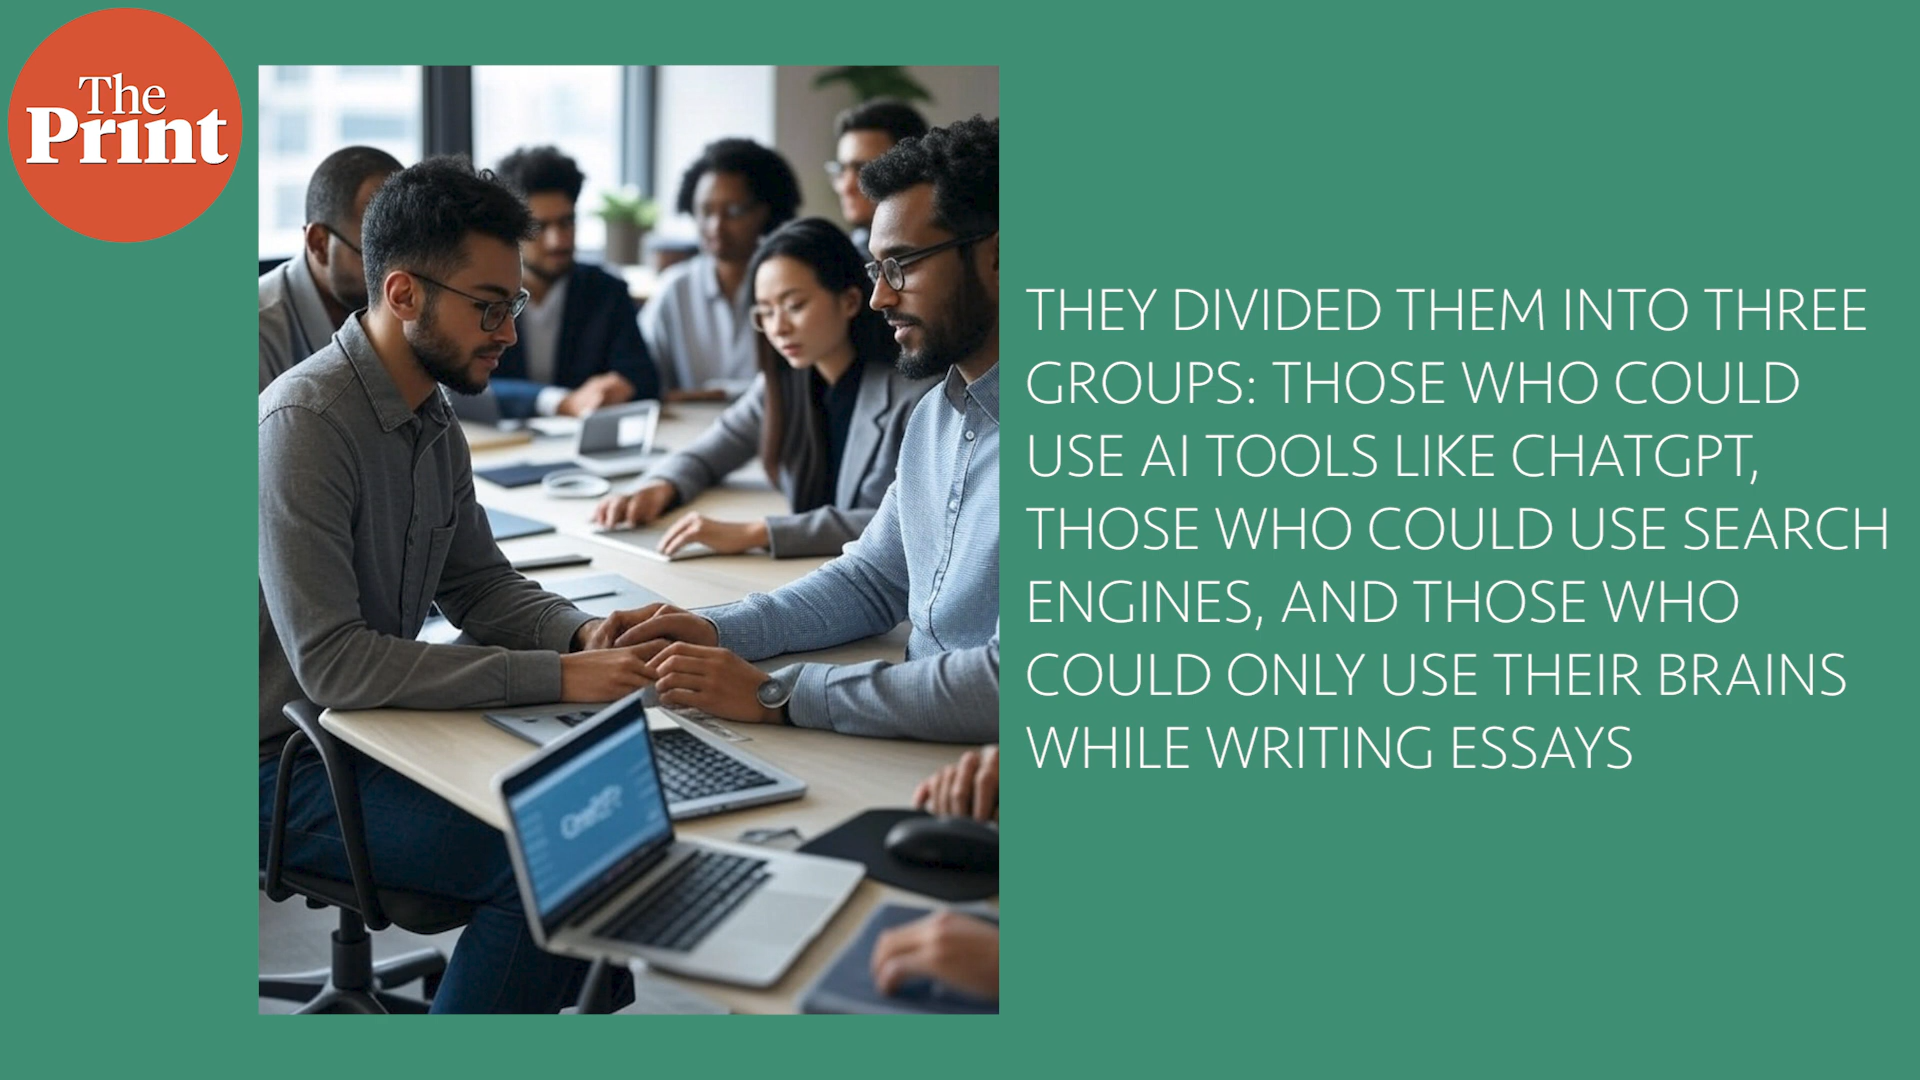 The
Print
THEY DIVIDED THEM INTO THREE
GROUPS: THOSE WHO COULD
USE AI TOOLS LIKE CHATGPT,
THOSE WHO COULD USE SEARCH
ENGINES, AND THOSE WHO
COULD ONLY USE THEIR BRAINS
WHILE WRITING ESSAYS